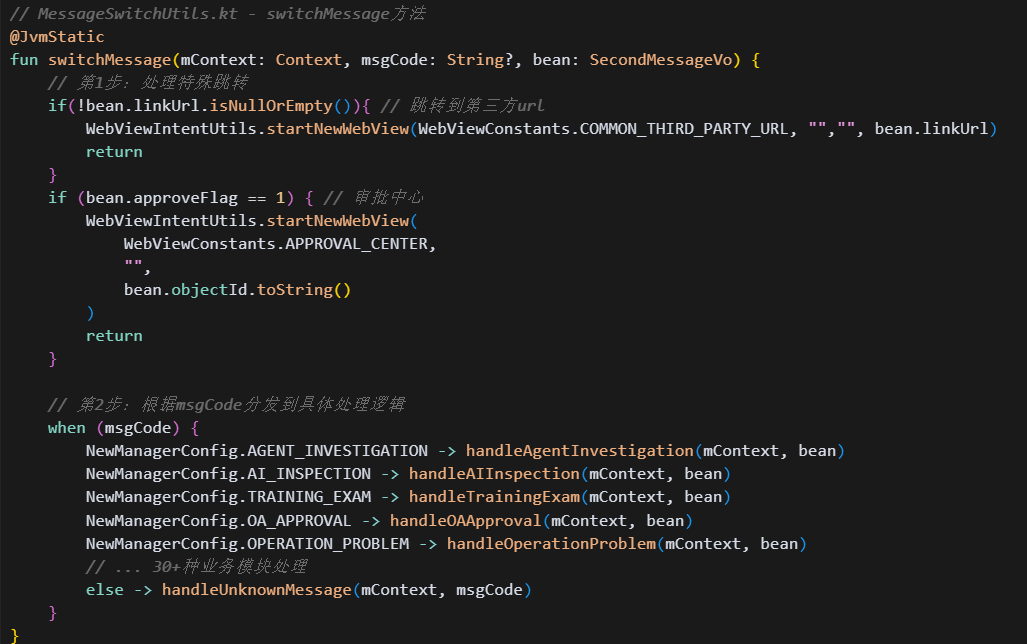 // MessageSwitchUtils.kt - switchMessage方法
@JvmStatic
fun switchMessage(mContext: Context, msgCode: String?, bean: SecondMessageVo) {
    // 第1步: 处理特殊跳转
    if(!bean.linkUrl.isNullOrEmpty()){ // 跳转到第三方url
        WebViewIntentUtils.startNewWebView(WebViewConstants.COMMON_THIRD_PARTY_URL, "","", bean.linkUrl)
        return
    }
    if (bean.approveFlag == 1) { // 审批中心
        WebViewIntentUtils.startNewWebView(
            WebViewConstants.APPROVAL_CENTER,
            "",
            bean.objectId.toString()
        )
        return
    }

    // 第2步: 根据msgCode分发到具体处理逻辑
    when (msgCode) {
        NewManagerConfig.AGENT_INVESTIGATION -> handleAgentInvestigation(mContext, bean)
        NewManagerConfig.AI_INSPECTION -> handleAIInspection(mContext, bean)
        NewManagerConfig.TRAINING_EXAM -> handleTrainingExam(mContext, bean)
        NewManagerConfig.OA_APPROVAL -> handleOAApproval(mContext, bean)
        NewManagerConfig.OPERATION_PROBLEM -> handleOperationProblem(mContext, bean)
        // ... 30+种业务模块处理
        else -> handleUnknownMessage(mContext, msgCode)
    }
}